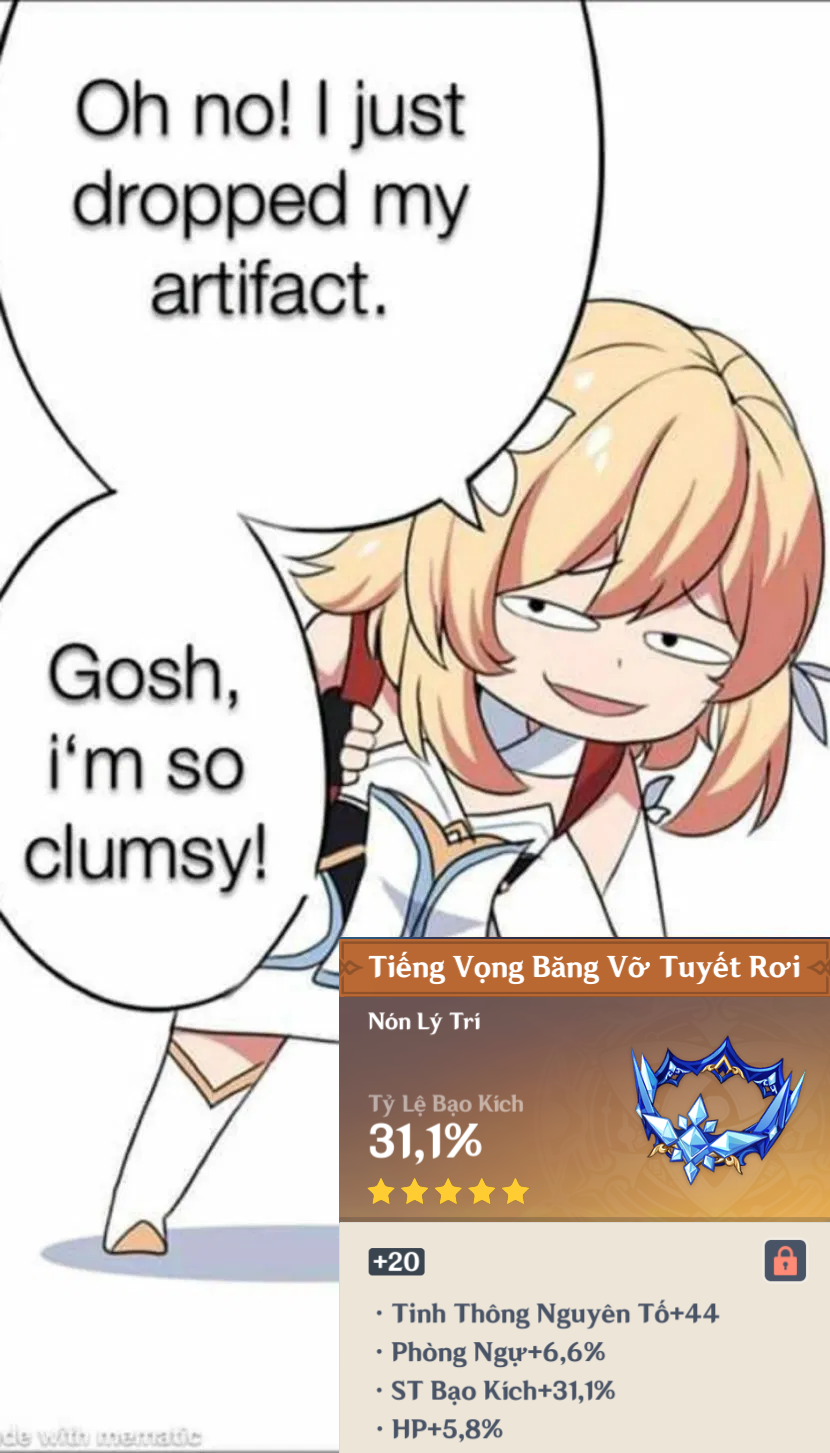 Oh no! I just
dropped my
artifact.
Gosh,
i‘m so
clumsy!
Tiếng Vọng Băng Vỡ Tuyết Rơi
Nón Lý Trí
Tỷ Lệ Bạo Kích
31,1%
+20
· Tinh Thông Nguyên Tố+44
· Phòng Ngự+6,6%
· ST Bạo Kích+31,1%
· HP+5,8%
de with mematic